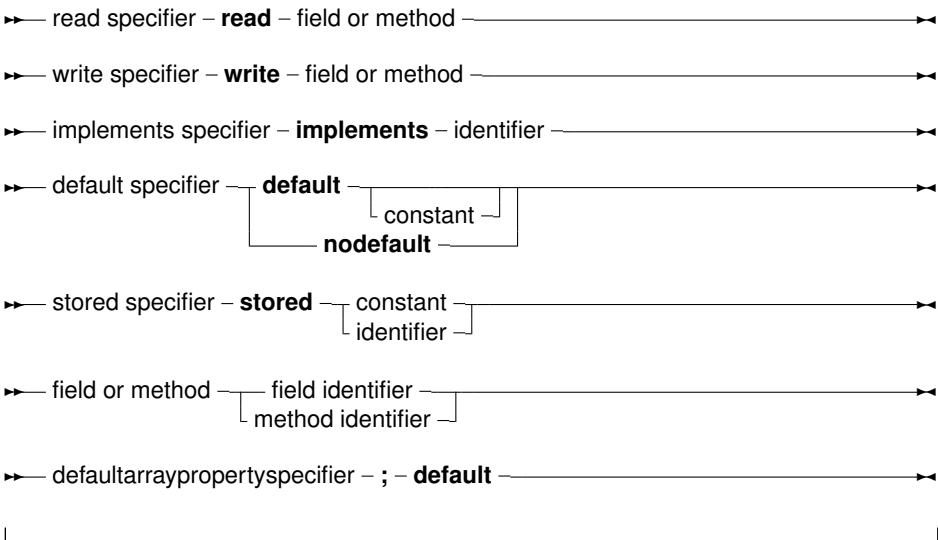 read specifier read field or method
write specifier write field or method
implements specifier implements identifier
default specifier default
constant
nodefault
stored specifier stored constant
identifier
field or method field identifier
method identifier
defaultarraypropertyspecifier ; default